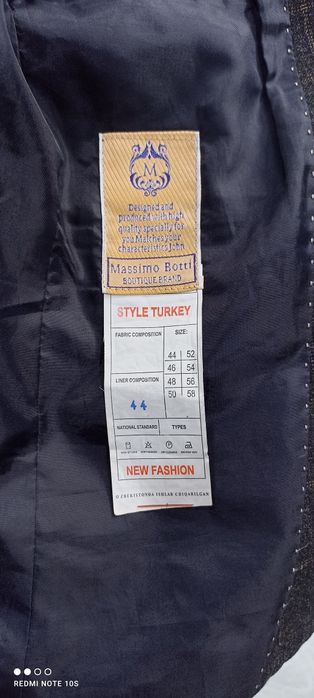 M
Designed and
produced with high
quality specially for
you. Matches your
characteristics John
Massimo Botti
BOUTIQUE BRAND
STYLE TURKEY
FABRIC COMPOSITION
SIZE:
44 52
46 54
48 56
50 58
LINER COMPOSITION
44
NATIONAL STANDARD
TYPES
NEW FASHION
O`ZBEKISTONDA ISHLAB CHIQARILGAN
REDMI NOTE 10S